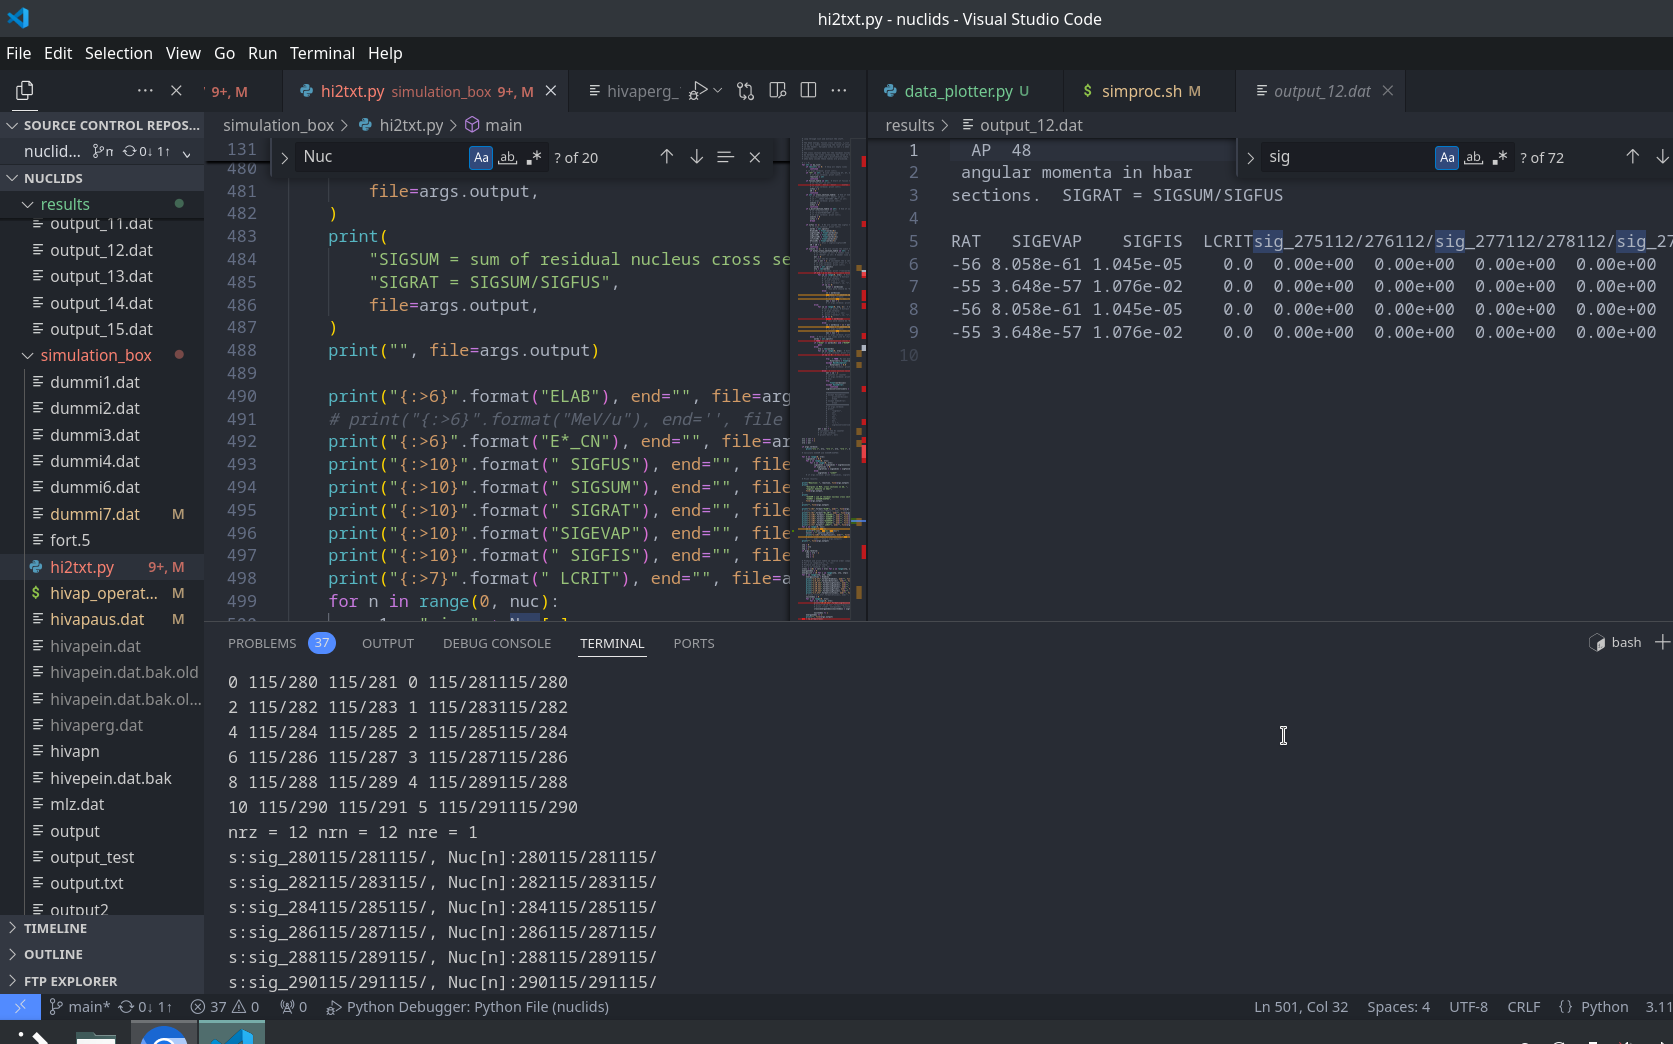 hi2txt.py - nuclids - Visual Studio Code
File Edit Selection View Go Run Terminal Help
9+, M
hi2txt.py simulation_box 9+, M
hivaperg_
data_plotter.py U
simproc.sh M
output_12.dat
SOURCE CONTROL REPOS...
nuclid... n 0↓ 1↑
NUCLIDS
results
output_11.dat
output_12.dat
output_13.dat
output_14.dat
output_15.dat
simulation_box
dummi1.dat
dummi2.dat
dummi3.dat
dummi4.dat
dummi6.dat
dummi7.dat M
fort.5
hi2txt.py 9+, M
hivap_operat... M
hivapaus.dat M
hivapein.dat
hivapein.dat.bak.old
hivapein.dat.bak.ol...
hivaperg.dat
hivapn
hivepein.dat.bak
mlz.dat
output
output_test
output.txt
output2
TIMELINE
OUTLINE
FTP EXPLORER
simulation_box > hi2txt.py > main
Nuc Aa ab .* ? of 20
131
480
481 file=args.output,
482 )
483 print(
484 "SIGSUM = sum of residual nucleus cross se
485 "SIGRAT = SIGSUM/SIGFUS",
486 file=args.output,
487 )
488 print("", file=args.output)
489
490 print("{:>6}".format("ELAB"), end="", file=arg
491 # print("{:>6}".format("MeV/u"), end='', file
492 print("{:>6}".format("E*_CN"), end="", file=ar
493 print("{:>10}".format(" SIGFUS"), end="", file
494 print("{:>10}".format(" SIGSUM"), end="", file
495 print("{:>10}".format(" SIGRAT"), end="", file
496 print("{:>10}".format("SIGEVAP"), end="", file
497 print("{:>10}".format(" SIGFIS"), end="", file
498 print("{:>7}".format(" LCRIT"), end="", file=a
499 for n in range(0, nuc):
results > output_12.dat
sig Aa ab .* ? of 72
1 AP 48
2 angular momenta in hbar
3 sections. SIGRAT = SIGSUM/SIGFUS
4
5 RAT SIGEVAP SIGFIS LCRITsig_275112/276112/sig_277112/278112/sig_27
6 -56 8.058e-61 1.045e-05 0.0 0.00e+00 0.00e+00 0.00e+00 0.00e+00
7 -55 3.648e-57 1.076e-02 0.0 0.00e+00 0.00e+00 0.00e+00 0.00e+00
8 -56 8.058e-61 1.045e-05 0.0 0.00e+00 0.00e+00 0.00e+00 0.00e+00
9 -55 3.648e-57 1.076e-02 0.0 0.00e+00 0.00e+00 0.00e+00 0.00e+00
10
PROBLEMS 37 OUTPUT DEBUG CONSOLE TERMINAL PORTS
bash
0 115/280 115/281 0 115/281115/280
2 115/282 115/283 1 115/283115/282
4 115/284 115/285 2 115/285115/284
6 115/286 115/287 3 115/287115/286
8 115/288 115/289 4 115/289115/288
10 115/290 115/291 5 115/291115/290
nrz = 12 nrn = 12 nre = 1
s:sig_280115/281115/, Nuc[n]:280115/281115/
s:sig_282115/283115/, Nuc[n]:282115/283115/
s:sig_284115/285115/, Nuc[n]:284115/285115/
s:sig_286115/287115/, Nuc[n]:286115/287115/
s:sig_288115/289115/, Nuc[n]:288115/289115/
s:sig_290115/291115/, Nuc[n]:290115/291115/
main* 0↓ 1↑ 37 0 0 Python Debugger: Python File (nuclids)
Ln 501, Col 32 Spaces: 4 UTF-8 CRLF {} Python 3.11